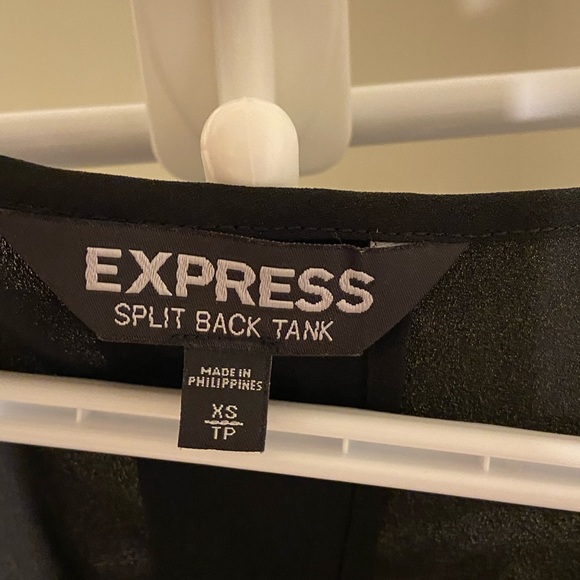 EXPRESS
SPLIT BACK TANK
MADE IN
PHILIPPINES
XS
TP